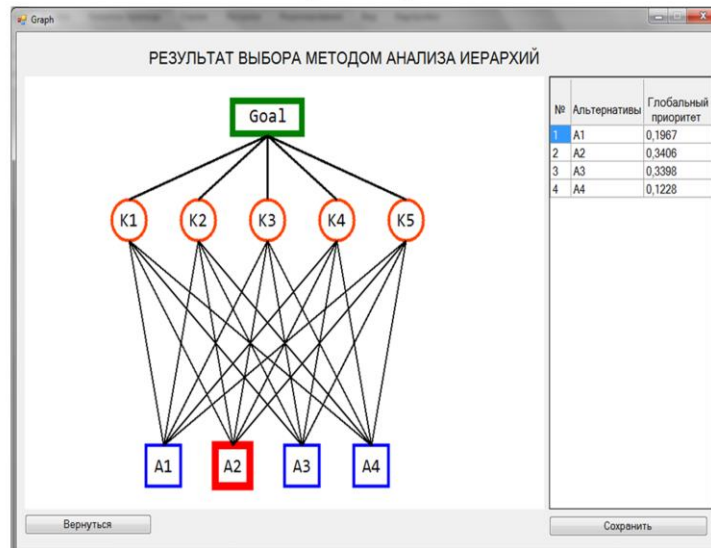 Graph
РЕЗУЛЬТАТ ВЫБОРА МЕТОДОМ АНАЛИЗА ИЕРАРХИЙ
Goal
K1 K2 K3 K4 K5
A1 A2 A3 A4
№ Альтернативы Глобальный приоритет
1 A1 0,1967
2 A2 0,3406
3 A3 0,3398
4 A4 0,1228
Вернуться
Сохранить